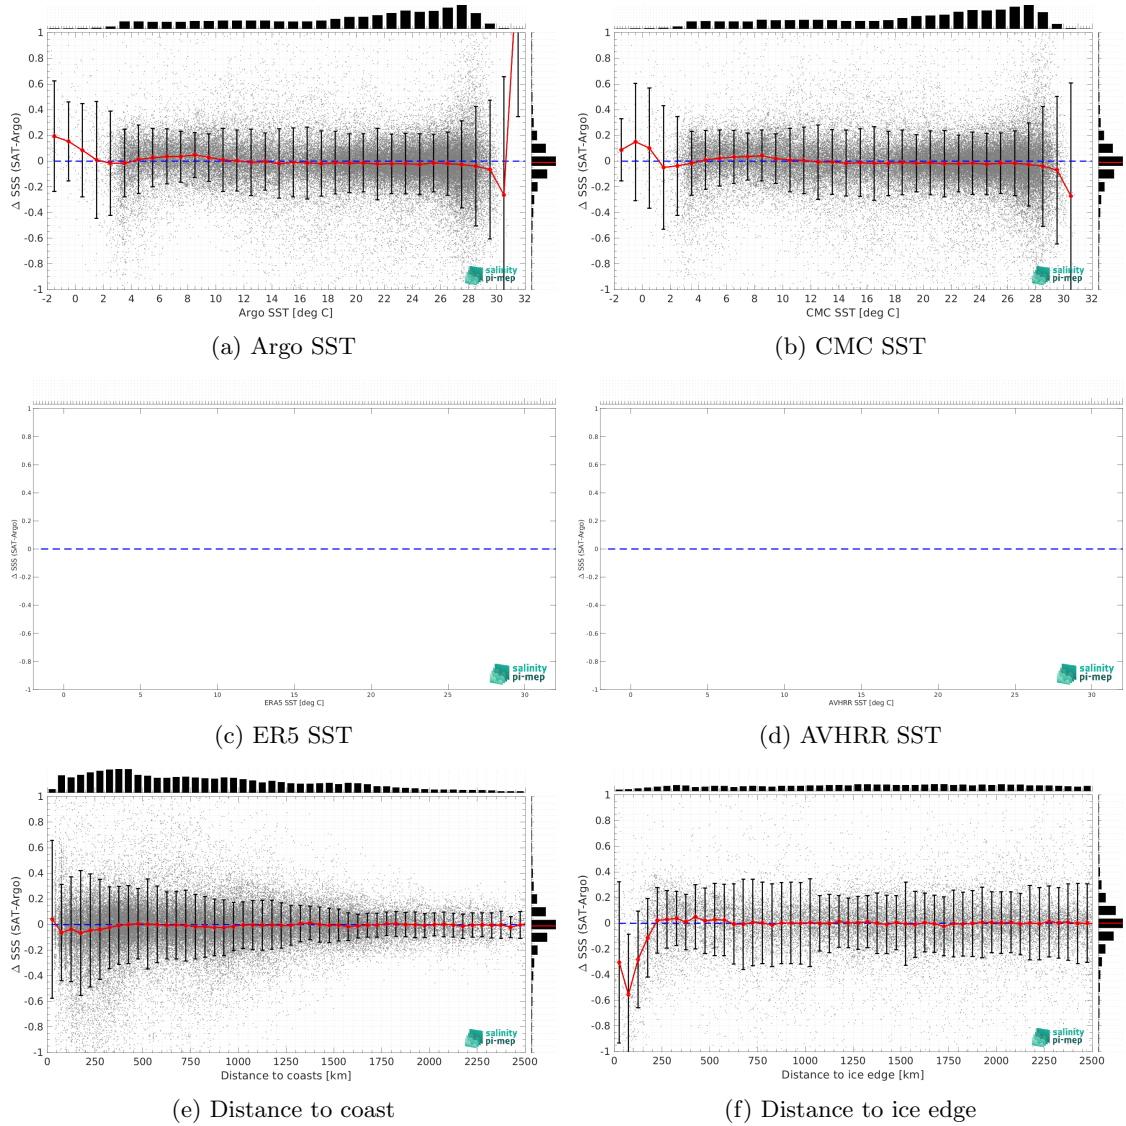 1
0.8
0.6
0.4
0.2
0
-0.2
-0.4
-0.6
-0.8
-1
Δ SSS (SAT-Argo)
-2 0 2 4 6 8 10 12 14 16 18 20 22 24 26 28 30 32
Argo SST [deg C]
salinity
pi-mep
(a) Argo SST
1
0.8
0.6
0.4
0.2
0
-0.2
-0.4
-0.6
-0.8
-1
Δ SSS (SAT-Argo)
-2 0 2 4 6 8 10 12 14 16 18 20 22 24 26 28 30 32
CMC SST [deg C]
salinity
pi-mep
(b) CMC SST
1
0.8
0.6
0.4
0.2
0
-0.2
-0.4
-0.6
-0.8
-1
Δ SSS (SAT-Argo)
0 5 10 15 20 25 30
ERA5 SST [deg C]
salinity
pi-mep
(c) ER5 SST
1
0.8
0.6
0.4
0.2
0
-0.2
-0.4
-0.6
-0.8
-1
Δ SSS (SAT-Argo)
0 5 10 15 20 25 30
AVHRR SST [deg C]
salinity
pi-mep
(d) AVHRR SST
1
0.8
0.6
0.4
0.2
0
-0.2
-0.4
-0.6
-0.8
-1
Δ SSS (SAT-Argo)
0 250 500 750 1000 1250 1500 1750 2000 2250 2500
Distance to coasts [km]
salinity
pi-mep
(e) Distance to coast
1
0.8
0.6
0.4
0.2
0
-0.2
-0.4
-0.6
-0.8
-1
Δ SSS (SAT-Argo)
0 250 500 750 1000 1250 1500 1750 2000 2250 2500
Distance to ice edge [km]
salinity
pi-mep
(f) Distance to ice edge